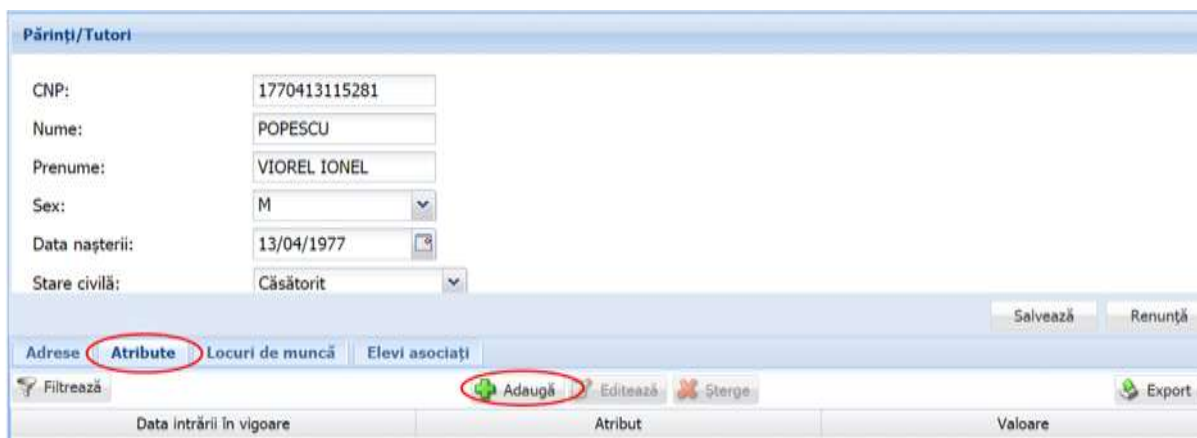 Părinți/Tutori
CNP: 1770413115281
Nume: POPESCU
Prenume: VIOREL IONEL
Sex: M
Data nașterii: 13/04/1977
Stare civilă: Căsătorit
Salvează Renunță
Adrese Atribute Locuri de muncă Elevi asociați
Filtrează Adaugă Editează Șterge Export
Data intrării în vigoare Atribut Valoare